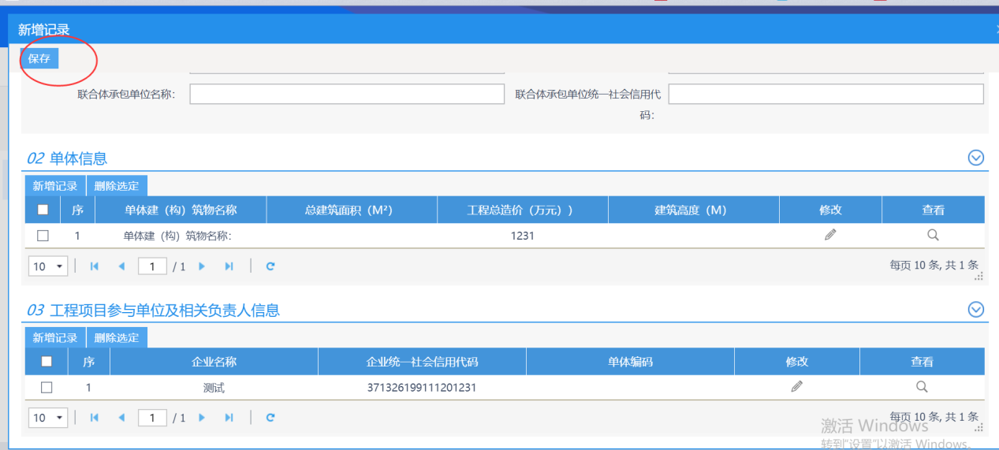 新增记录
保存
联合体承包单位名称：
联合体承包单位统一社会信用代码：
02 单体信息
新增记录 删除选定
序 单体建（构）筑物名称 总建筑面积（M²） 工程总造价（万元）） 建筑高度（M） 修改 查看
1 单体建（构）筑物名称： 1231
10 1 / 1 每页 10 条, 共 1 条
03 工程项目参与单位及相关负责人信息
新增记录 删除选定
序 企业名称 企业统一社会信用代码 单体编码 修改 查看
1 测试 371326199111201231
10 1 / 1 每页 10 条, 共 1 条
激活 Windows
转到"设置"以激活 Windows。